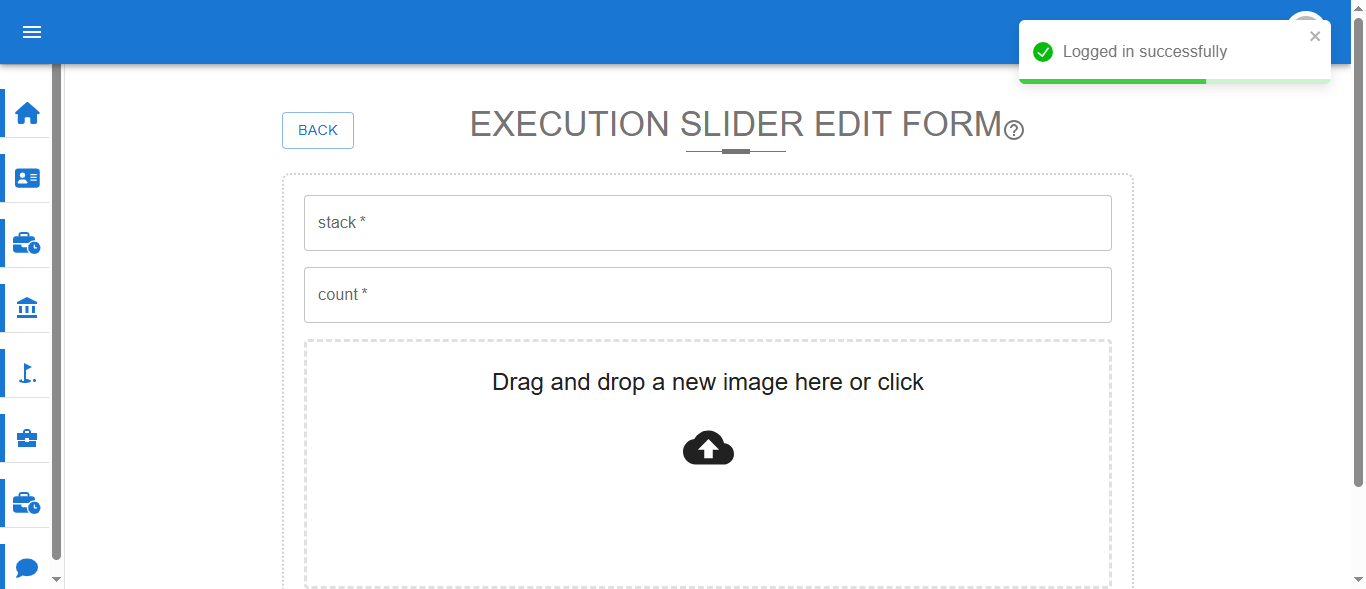 Logged in successfully
BACK
EXECUTION SLIDER EDIT FORM
stack *
count *
Drag and drop a new image here or click